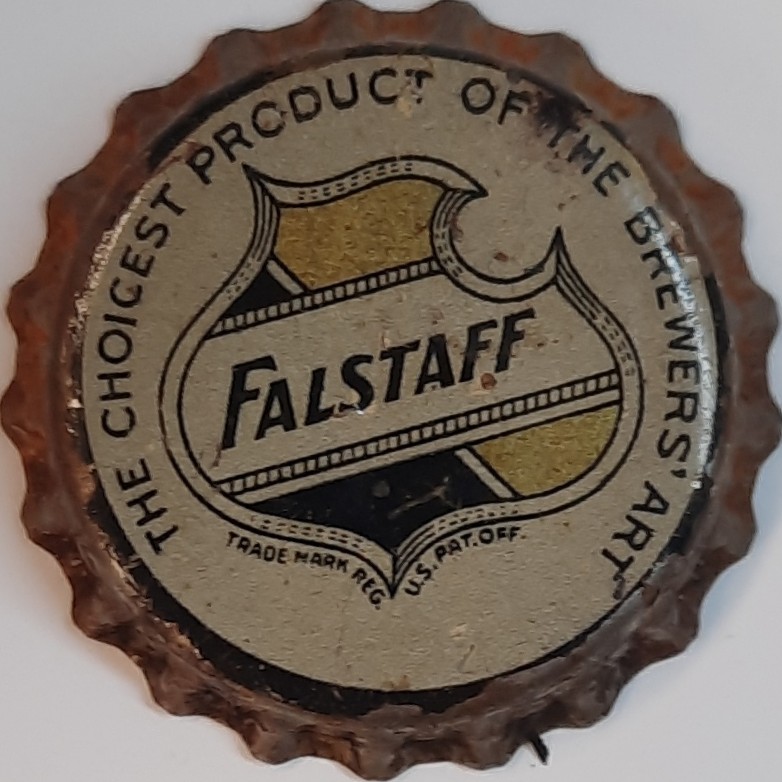 THE CHOICEST PRODUCT OF THE BREWERS' ART
FALSTAFF
TRADE MARK REG. U.S. PAT. OFF.